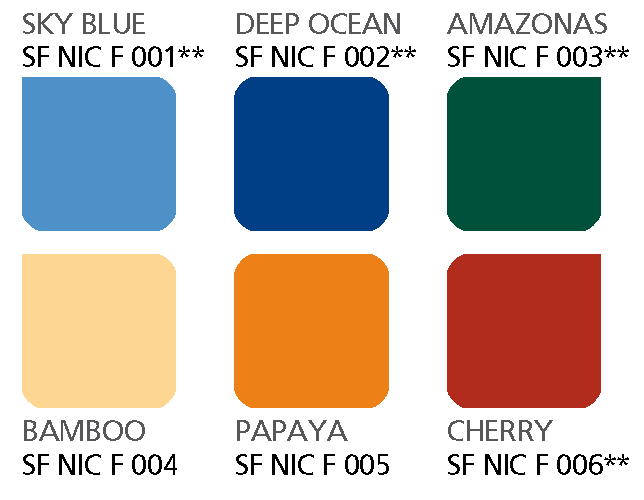 SKY BLUE
SF NIC F 001**
DEEP OCEAN
SF NIC F 002**
AMAZONAS
SF NIC F 003**
BAMBOO
SF NIC F 004
PAPAYA
SF NIC F 005
CHERRY
SF NIC F 006**